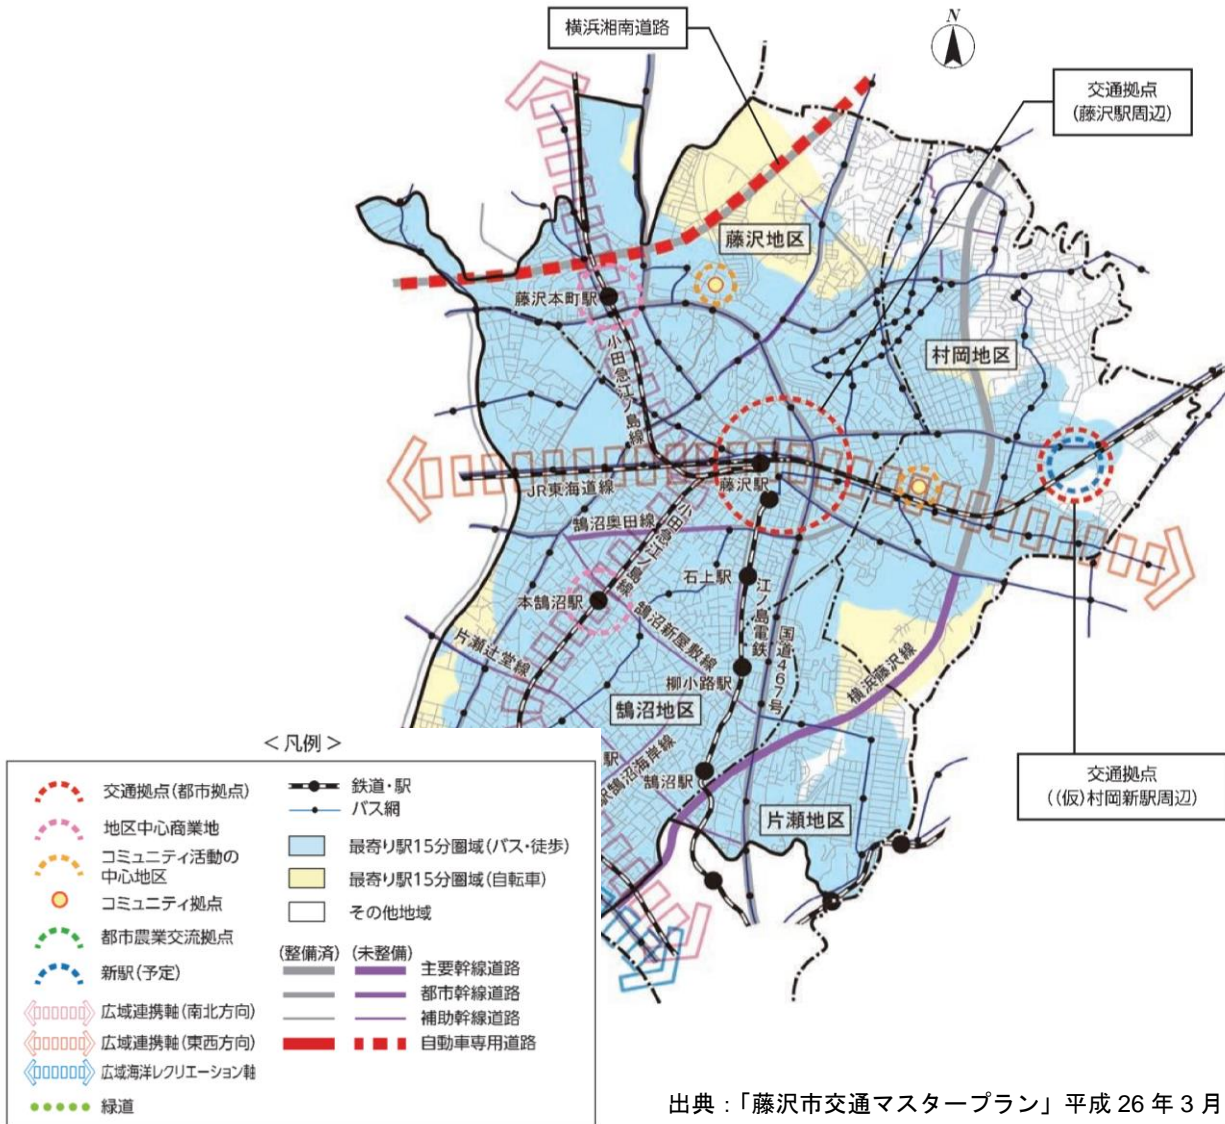 横浜湘南道路
N
交通拠点
(藤沢駅周辺)
藤沢地区
藤沢本町駅
村岡地区
小田急江ノ島線
藤沢駅
JR東海道線
鵠沼奥田線
小田急江ノ島線
石上駅
本鵠沼駅
江ノ島電鉄
国道467号
鵠沼新屋敷線
片瀬辻堂線
柳小路駅
横浜藤沢線
鵠沼地区
駅
駅鵠沼海岸線
鵠沼駅
片瀬地区
交通拠点
((仮)村岡新駅周辺)
<凡例>
交通拠点(都市拠点)
地区中心商業地
コミュニティ活動の
中心地区
コミュニティ拠点
都市農業交流拠点
新駅(予定)
広域連携軸(南北方向)
広域連携軸(東西方向)
広域海洋レクリエーション軸
緑道
鉄道・駅
バス網
最寄り駅15分圏域(バス・徒歩)
最寄り駅15分圏域(自転車)
その他地域
(整備済) (未整備)
主要幹線道路
都市幹線道路
補助幹線道路
自動車専用道路
出典:「藤沢市交通マスタープラン」平成 26 年 3 月